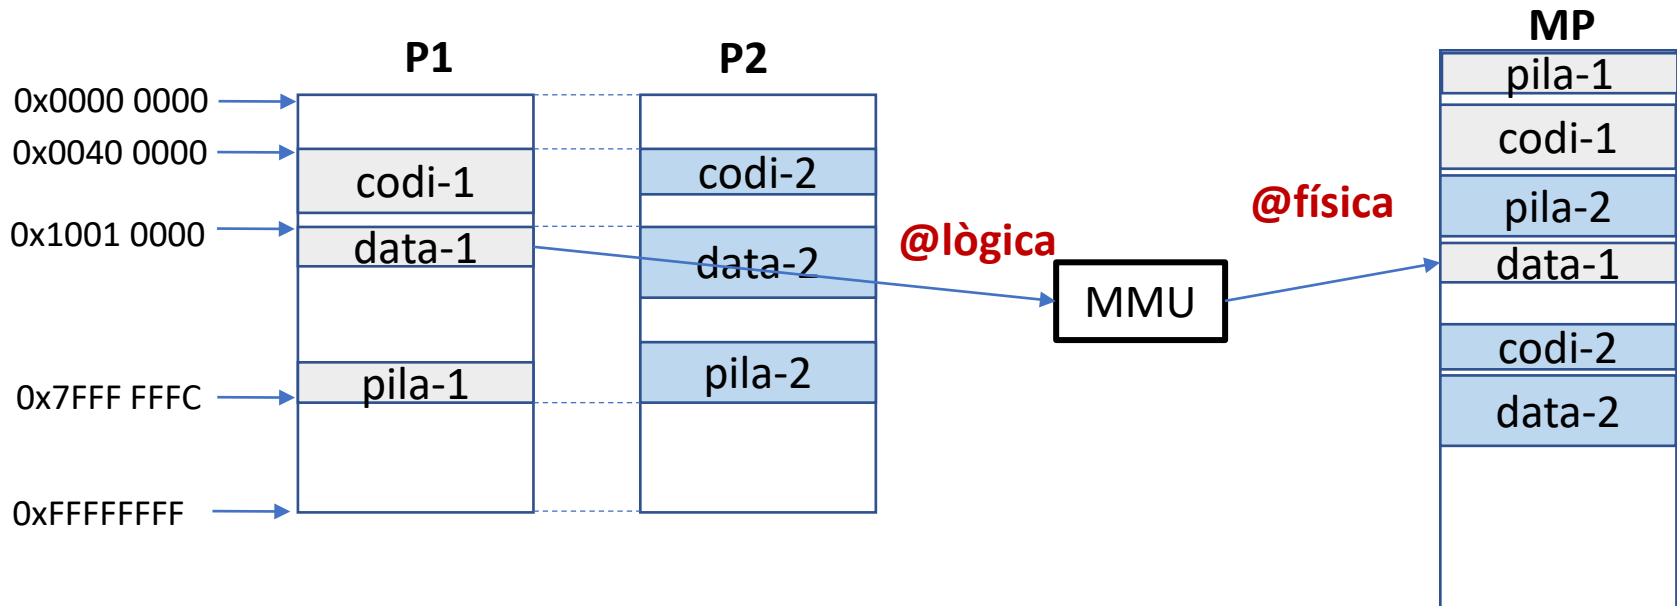 P1
P2
MP
0x0000 0000
0x0040 0000
0x1001 0000
0x7FFF FFFC
0xFFFFFFFF
codi-1
data-1
pila-1
codi-2
data-2
pila-2
@lògica
MMU
@física
pila-1
codi-1
pila-2
data-1
codi-2
data-2